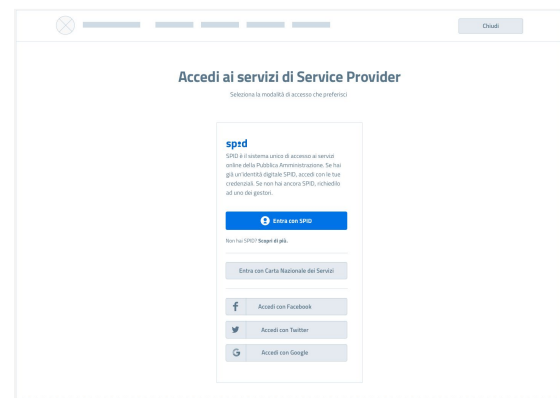 Chiudi
Accedi ai servizi di Service Provider
Seleziona la modalità di accesso che preferisci
sp:d
SPID è il sistema unico di accesso ai servizi
online della Pubblica Amministrazione. Se hai
già un'identità digitale SPID, accedi con le tue
credenziali. Se non hai ancora SPID, richiedilo
ad uno dei gestori.
Entra con SPID
Non hai SPID? Scopri di più.
Entra con Carta Nazionale dei Servizi
Accedi con Facebook
Accedi con Twitter
Accedi con Google